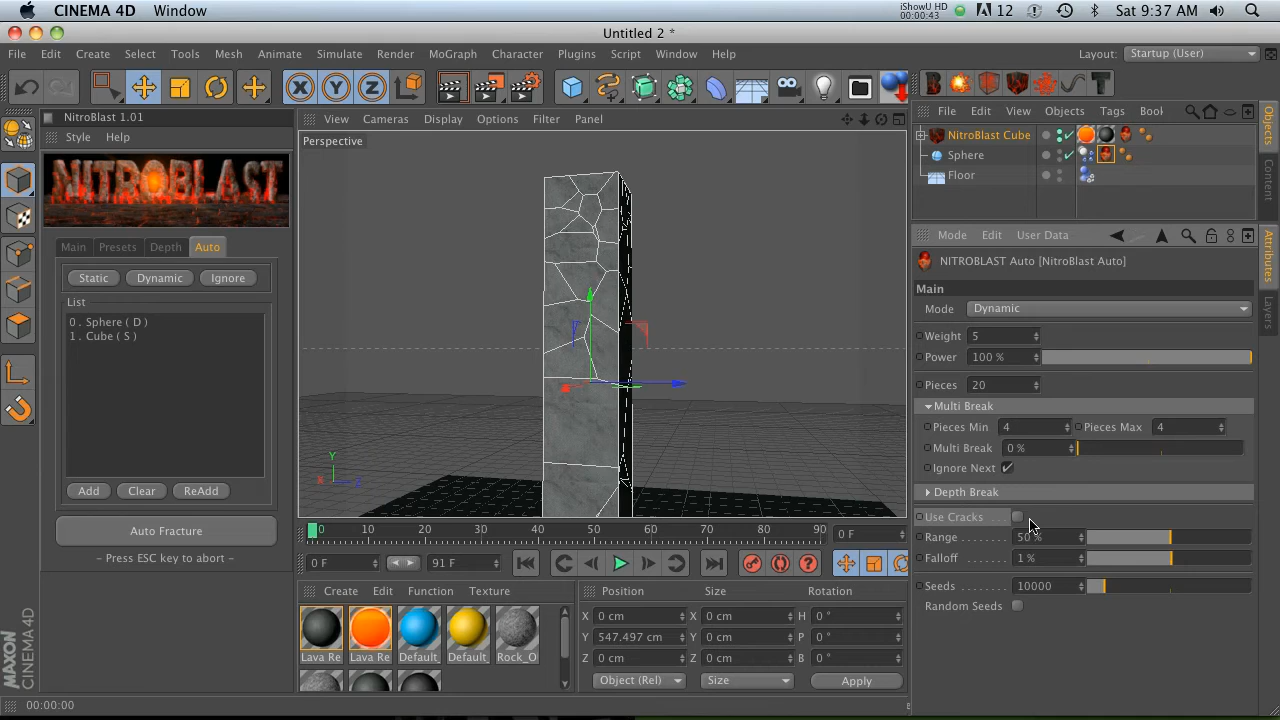 CINEMA 4D Window
iShowU HD
00:00:43
12
Sat 9:37 AM
Untitled 2 *
File Edit Create Select Tools Mesh Animate Simulate Render MoGraph Character Plugins Script Window Help
Layout: Startup (User)
X Y Z
NitroBlast 1.01
Style Help
NITROBLAST
Main Presets Depth Auto
Static Dynamic Ignore
List
0 . Sphere ( D )
1 . Cube ( S )
Add Clear ReAdd
Auto Fracture
– Press ESC key to abort –
View Cameras Display Options Filter Panel
Perspective
Y
X Z
0 10 20 30 40 50 60 70 80 90
0 F
0 F 91 F
Create Edit Function Texture
Lava Re Lava Re Default_ Default_ Rock_O
Position Size Rotation
X 0 cm X 0 cm H 0 °
Y 547.497 cm Y 0 cm P 0 °
Z 0 cm Z 0 cm B 0 °
Object (Rel) Size Apply
File Edit View Objects Tags Bool
NitroBlast Cube
Sphere
Floor
Objects
Content
Mode Edit User Data
NITROBLAST Auto [NitroBlast Auto]
Main
Mode Dynamic
Weight 5
Power 100 %
Pieces 20
Multi Break
Pieces Min 4 Pieces Max 4
Multi Break 0 %
Ignore Next
Depth Break
Use Cracks . . .
Range . . . . . . . . 50 %
Falloff . . . . . . . 1 %
Seeds . . . . . . . . 10000
Random Seeds
Attributes
Layers
MAXON
CINEMA 4D
00:00:00